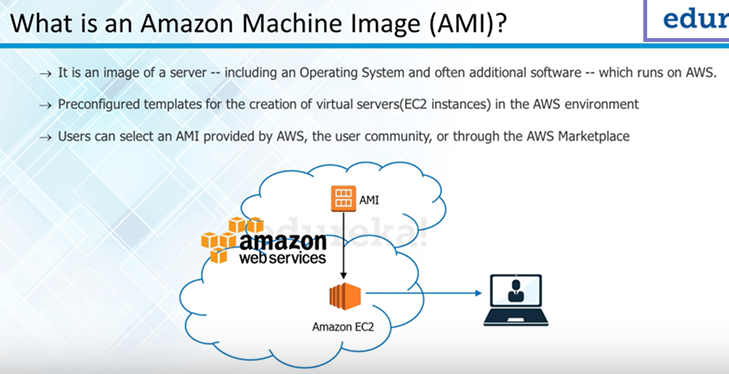 What is an Amazon Machine Image (AMI)?
edur
→ It is an image of a server -- including an Operating System and often additional software -- which runs on AWS.
→ Preconfigured templates for the creation of virtual servers(EC2 instances) in the AWS environment
→ Users can select an AMI provided by AWS, the user community, or through the AWS Marketplace
AMI
edureka!
amazon
webservices
Amazon EC2